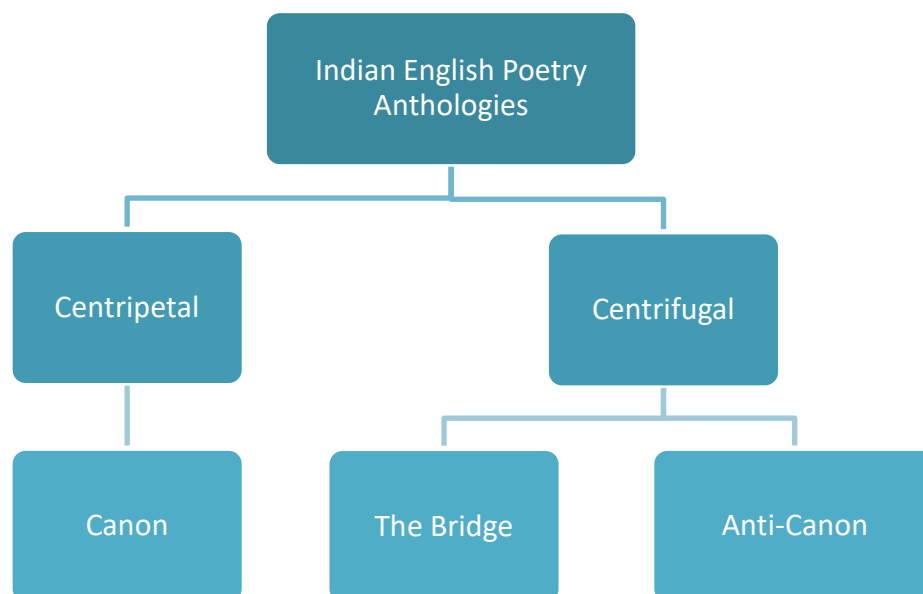 Indian English Poetry
Anthologies
Centripetal
Centrifugal
Canon
The Bridge
Anti-Canon